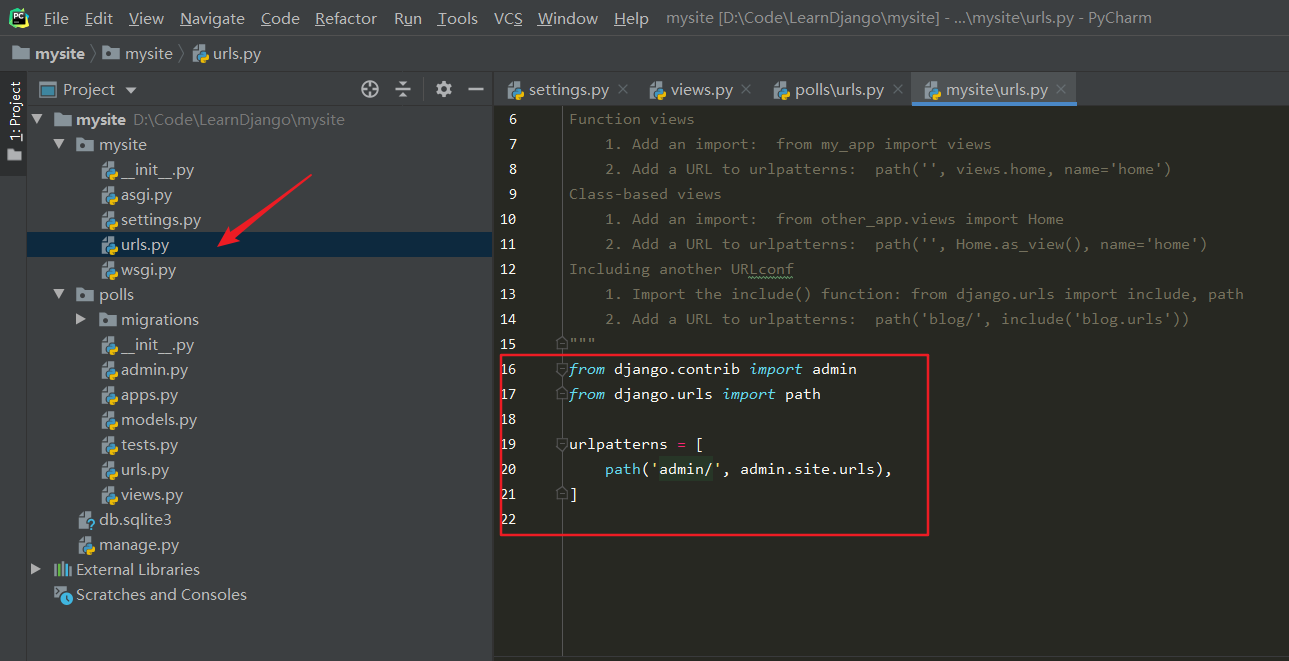 PC File Edit View Navigate Code Refactor Run Tools VCS Window Help mysite [D:\Code\LearnDjango\mysite] - ...\mysite\urls.py - PyCharm
mysite mysite urls.py
1: Project
Project
mysite D:\Code\LearnDjango\mysite
mysite
__init__.py
asgi.py
settings.py
urls.py
wsgi.py
polls
migrations
__init__.py
admin.py
apps.py
models.py
tests.py
urls.py
views.py
db.sqlite3
manage.py
External Libraries
Scratches and Consoles
settings.py views.py polls\urls.py mysite\urls.py
6 Function views
7     1. Add an import:  from my_app import views
8     2. Add a URL to urlpatterns:  path('', views.home, name='home')
9 Class-based views
10     1. Add an import:  from other_app.views import Home
11     2. Add a URL to urlpatterns:  path('', Home.as_view(), name='home')
12 Including another URLconf
13     1. Import the include() function: from django.urls import include, path
14     2. Add a URL to urlpatterns:  path('blog/', include('blog.urls'))
15 """
16 from django.contrib import admin
17 from django.urls import path
18
19 urlpatterns = [
20     path('admin/', admin.site.urls),
21 ]
22